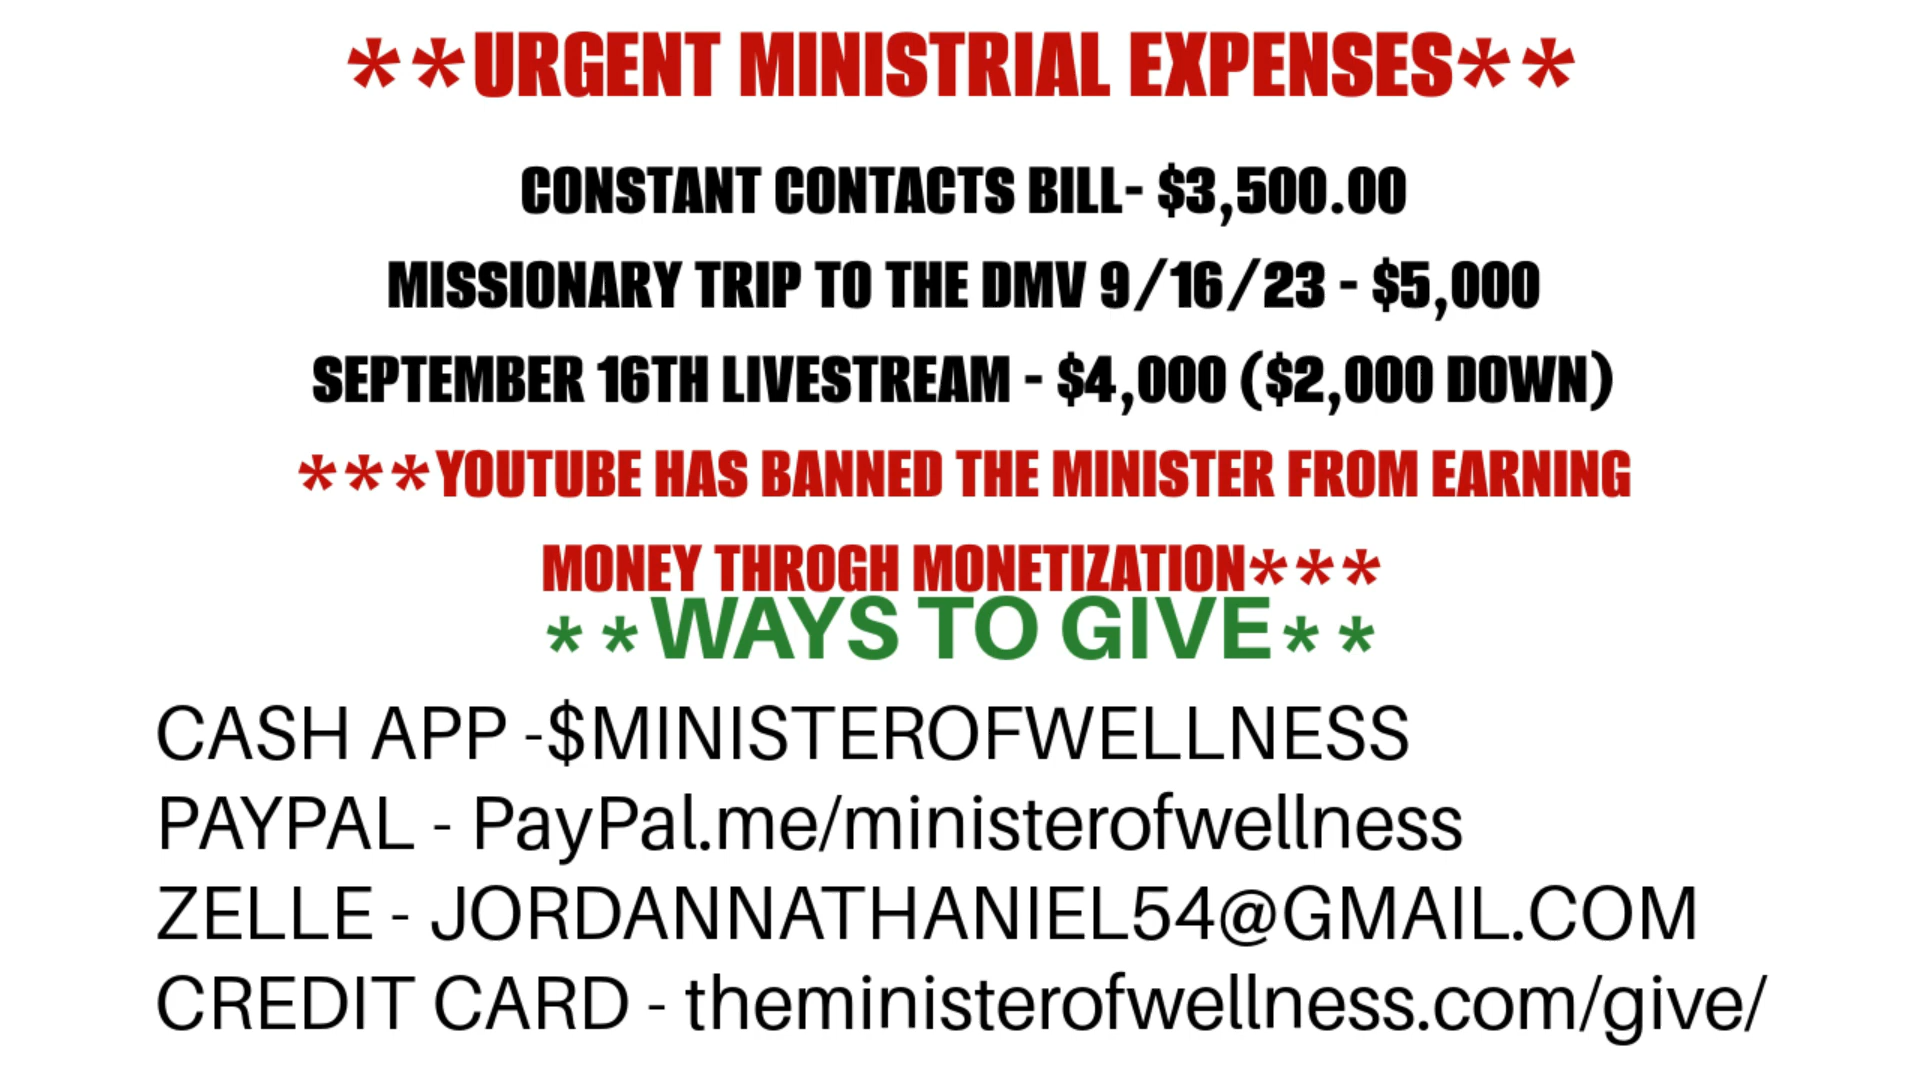 **URGENT MINISTRIAL EXPENSES**
CONSTANT CONTACTS BILL- $3,500.00
MISSIONARY TRIP TO THE DMV 9/16/23 - $5,000
SEPTEMBER 16TH LIVESTREAM - $4,000 ($2,000 DOWN)
***YOUTUBE HAS BANNED THE MINISTER FROM EARNING
MONEY THROGH MONETIZATION***
**WAYS TO GIVE**
CASH APP -$MINISTEROFWELLNESS
PAYPAL - PayPal.me/ministerofwellness
ZELLE - JORDANNATHANIEL54@GMAIL.COM
CREDIT CARD - theministerofwellness.com/give/